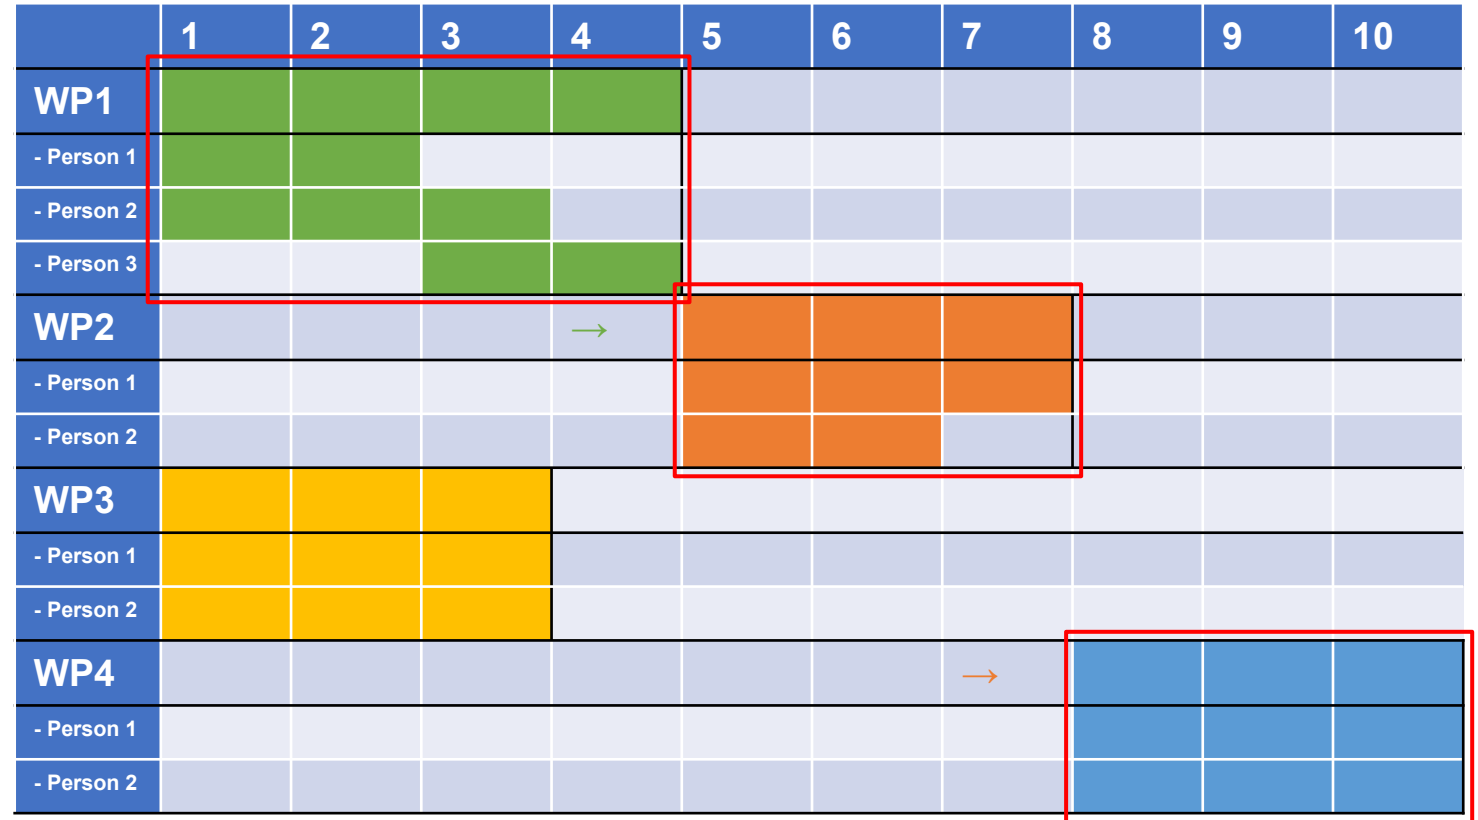 1 2 3 4 5 6 7 8 9 10
WP1
- Person 1
- Person 2
- Person 3
WP2 →
- Person 1
- Person 2
WP3
- Person 1
- Person 2
WP4 →
- Person 1
- Person 2